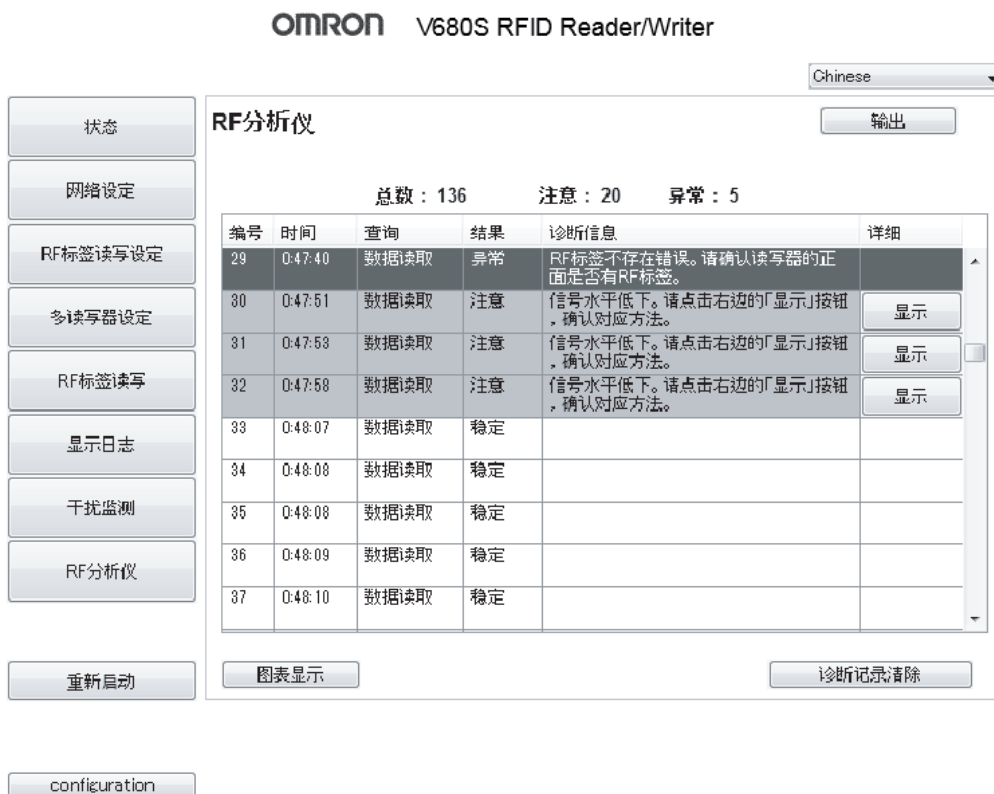 OMRON V680S RFID Reader/Writer
Chinese
状态
网络设定
RF标签读写设定
多读写器设定
RF标签读写
显示日志
干扰监测
RF分析仪
重新启动
configuration
RF分析仪
输出
总数：136 注意：20 异常：5
编号 时间 查询 结果 诊断信息 详细
29 0:47:40 数据读取 异常 RF标签不存在错误。请确认读写器的正
面是否有RF标签。
30 0:47:51 数据读取 注意 信号水平低下。请点击右边的「显示」按钮
，确认对应方法。 显示
31 0:47:53 数据读取 注意 信号水平低下。请点击右边的「显示」按钮
，确认对应方法。 显示
32 0:47:58 数据读取 注意 信号水平低下。请点击右边的「显示」按钮
，确认对应方法。 显示
33 0:48:07 数据读取 稳定
34 0:48:08 数据读取 稳定
35 0:48:08 数据读取 稳定
36 0:48:09 数据读取 稳定
37 0:48:10 数据读取 稳定
图表显示 诊断记录清除